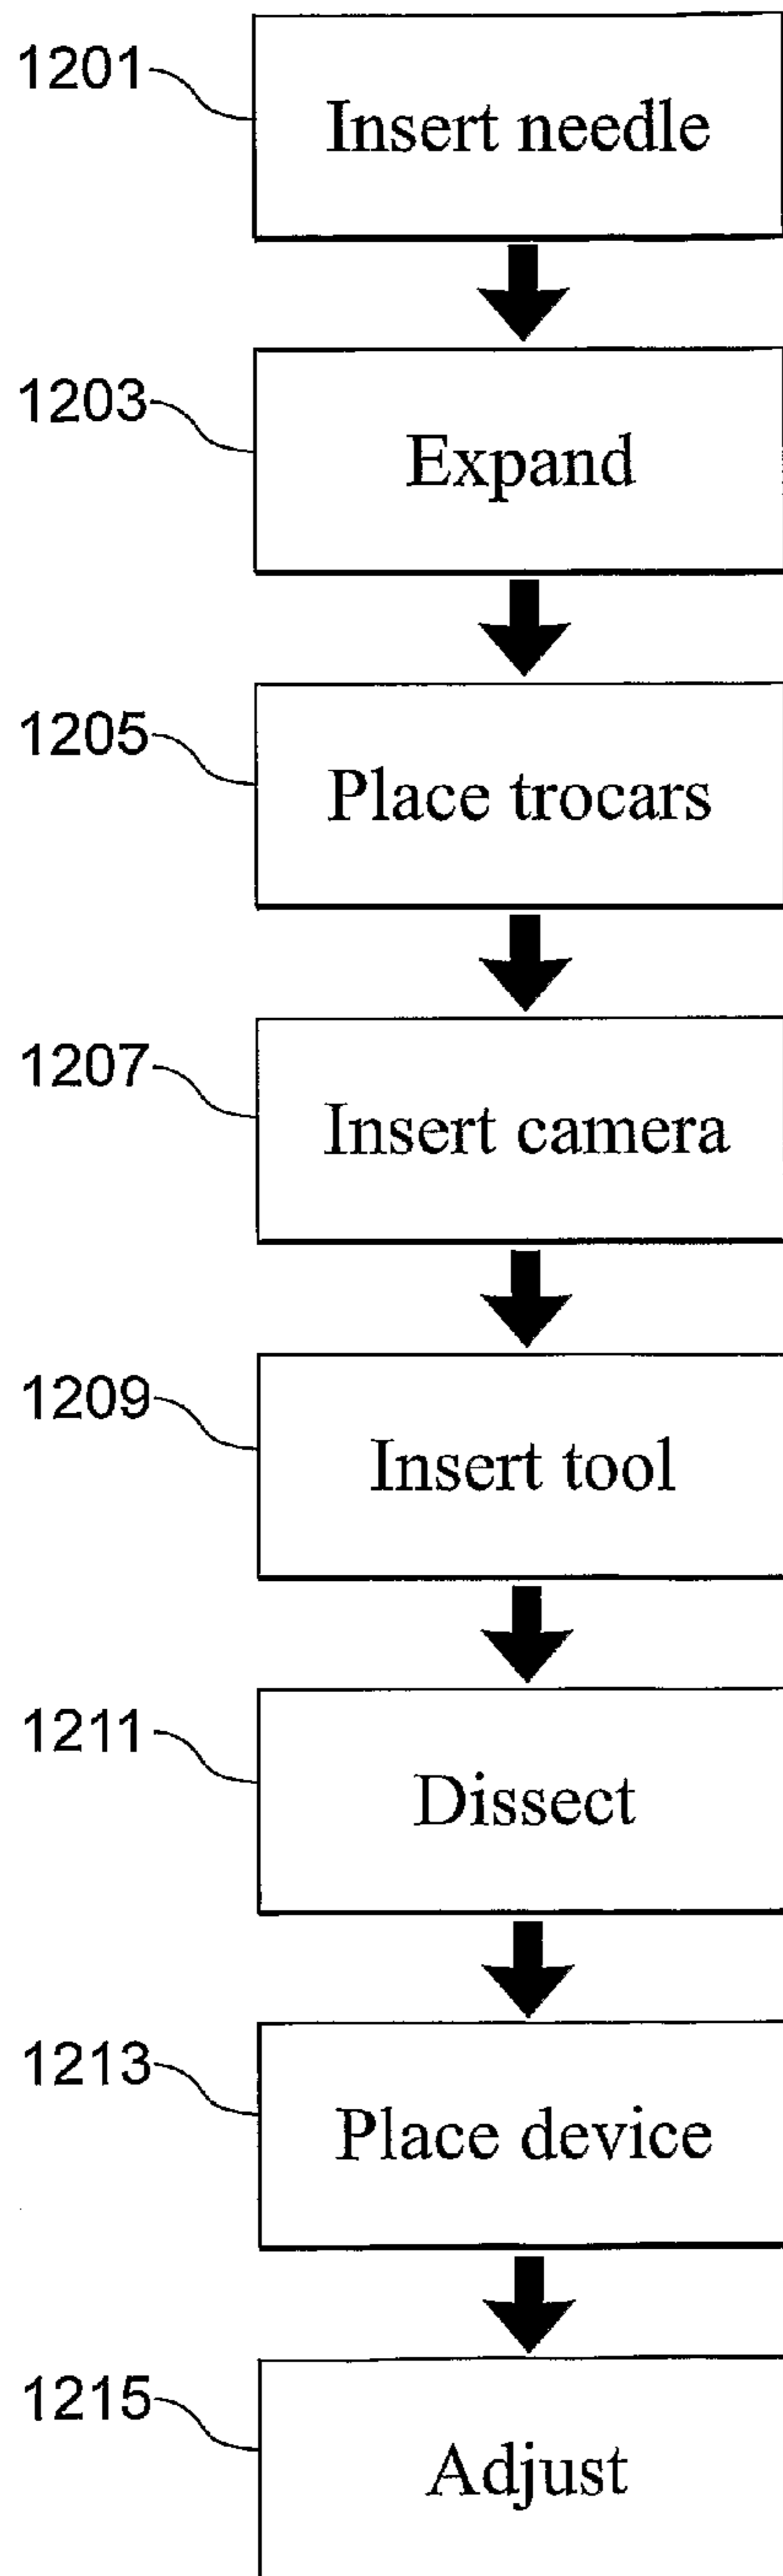 1201
Insert needle
1203
Expand
1205
Place trocars
1207
Insert camera
1209
Insert tool
1211
Dissect
1213
Place device
1215
Adjust